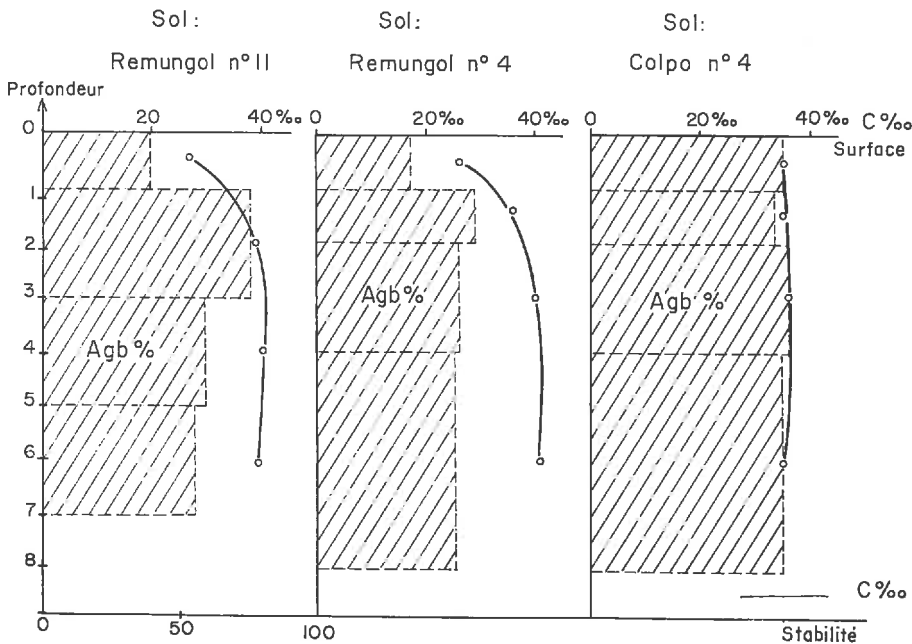 Sol: Sol: Sol:
Remungol n° 11 Remungol n° 4 Colpo n° 4
Profondeur
20 40‰ 0 20‰ 40‰ 0 20‰ 40‰ C‰
0
Surface
1
2
3
Agb% Agb%
4
Agb%
5
6
7
8
C‰
0 50 100 Stabilité